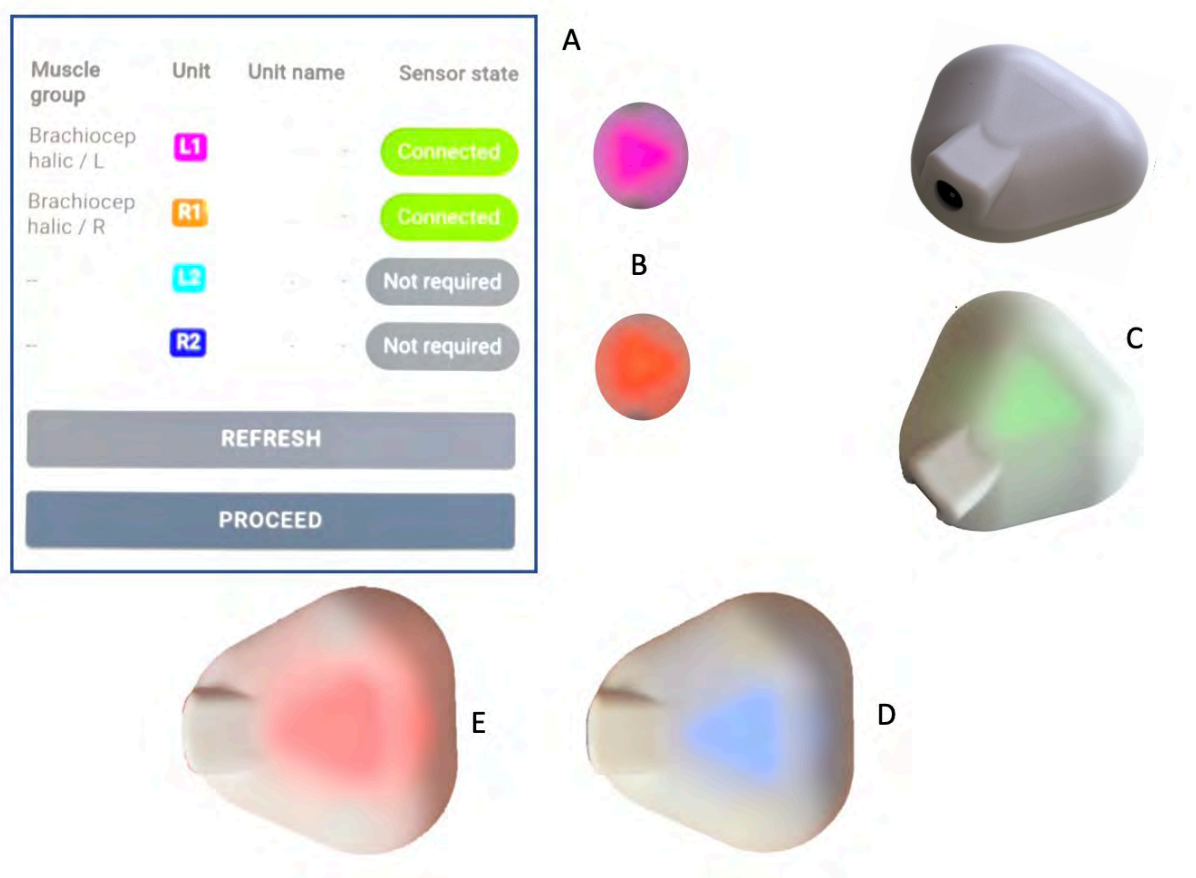 A
Muscle group Unit Unit name Sensor state
Brachiocep halic / L L1 - Connected
Brachiocep halic / R R1 - Connected
-- L2 - - Not required
-- R2 - - Not required
REFRESH
PROCEED
B
C
D
E